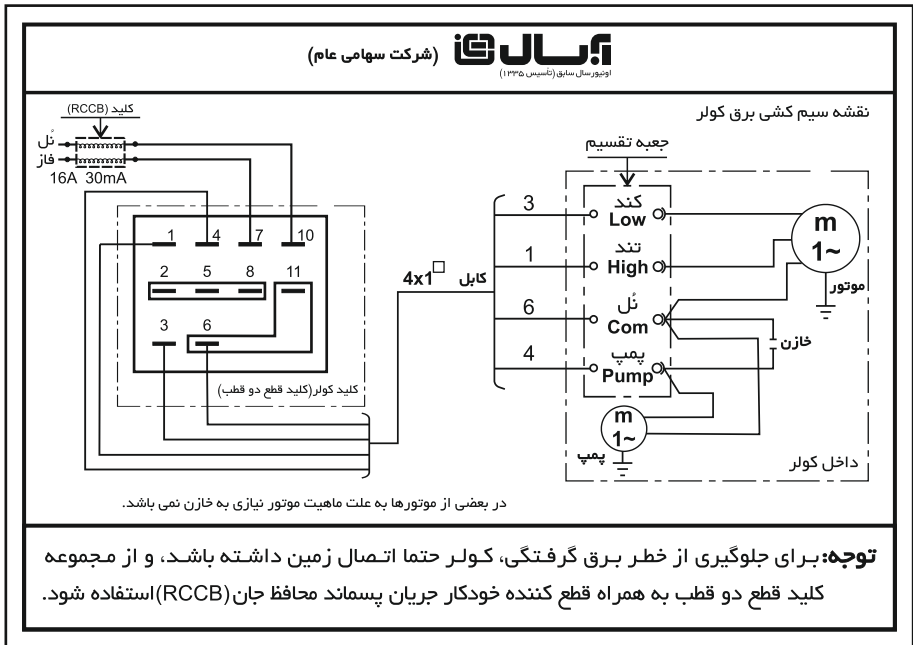 آبسال (شرکت سهامی عام)
اونیورسال سابق (تأسیس ۱۳۳۵)
نقشه سیم کشی برق کولر
کلید (RCCB)
نُل
فاز
16A 30mA
1 4 7 10
2 5 8 11
3 6
کلید کولر(کلید قطع دو قطب)
کابل 4x1□
3
1
6
4
جعبه تقسیم
کند
Low
تند
High
نُل
Com
پمپ
Pump
m
1~
موتور
خازن
m
1~
پمپ
داخل کولر
در بعضی از موتورها به علت ماهیت موتور نیازی به خازن نمی باشد.
توجه: برای جلوگیری از خطر برق گرفتگی، کولر حتما اتصال زمین داشته باشد، و از مجموعه
کلید قطع دو قطب به همراه قطع کننده خودکار جریان پسماند محافظ جان(RCCB)استفاده شود.